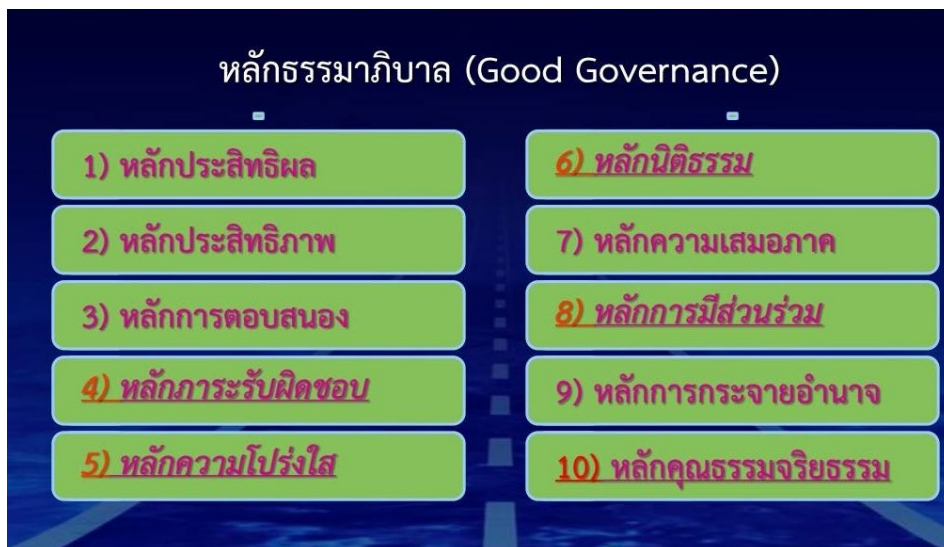 หลักธรรมาภิบาล (Good Governance)
1) หลักประสิทธิผล
2) หลักประสิทธิภาพ
3) หลักการตอบสนอง
4) หลักภาระรับผิดชอบ
5) หลักความโปร่งใส
6) หลักนิติธรรม
7) หลักความเสมอภาค
8) หลักการมีส่วนร่วม
9) หลักการกระจายอำนาจ
10) หลักคุณธรรมจริยธรรม